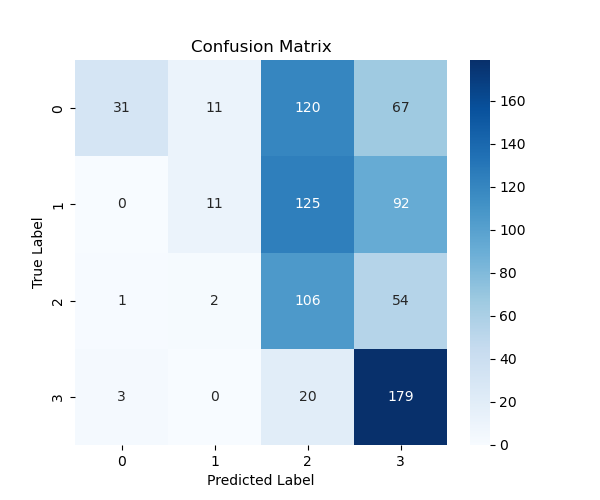 Confusion Matrix
True Label
0 31 11 120 67
1 0 11 125 92
2 1 2 106 54
3 3 0 20 179
0 1 2 3
Predicted Label
160
140
120
100
80
60
40
20
0